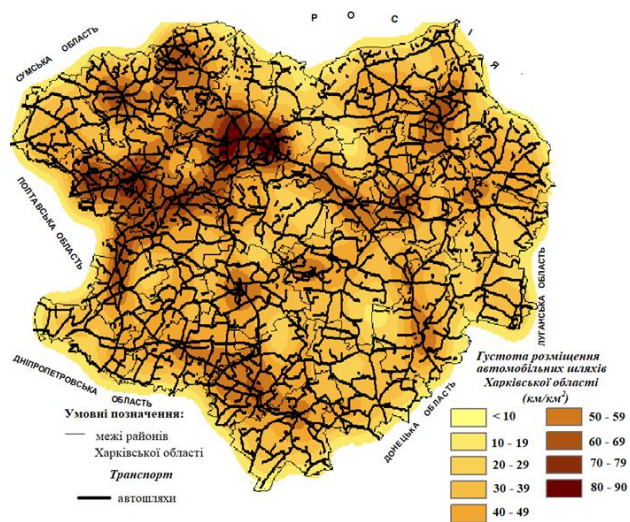 Р О С І Я
СУМСЬКА ОБЛАСТЬ
ПОЛТАВСЬКА ОБЛАСТЬ
ЛУГАНСЬКА ОБЛАСТЬ
ДНІПРОПЕТРОВСЬКА ОБЛАСТЬ
ДОНЕЦЬКА ОБЛАСТЬ
Умовні позначення:
межі районів
Харківської області
Транспорт
автошляхи
Густота розміщення
автомобільних шляхів
Харківської області
(км/км²)
< 10
10 - 19
20 - 29
30 - 39
40 - 49
50 - 59
60 - 69
70 - 79
80 - 90